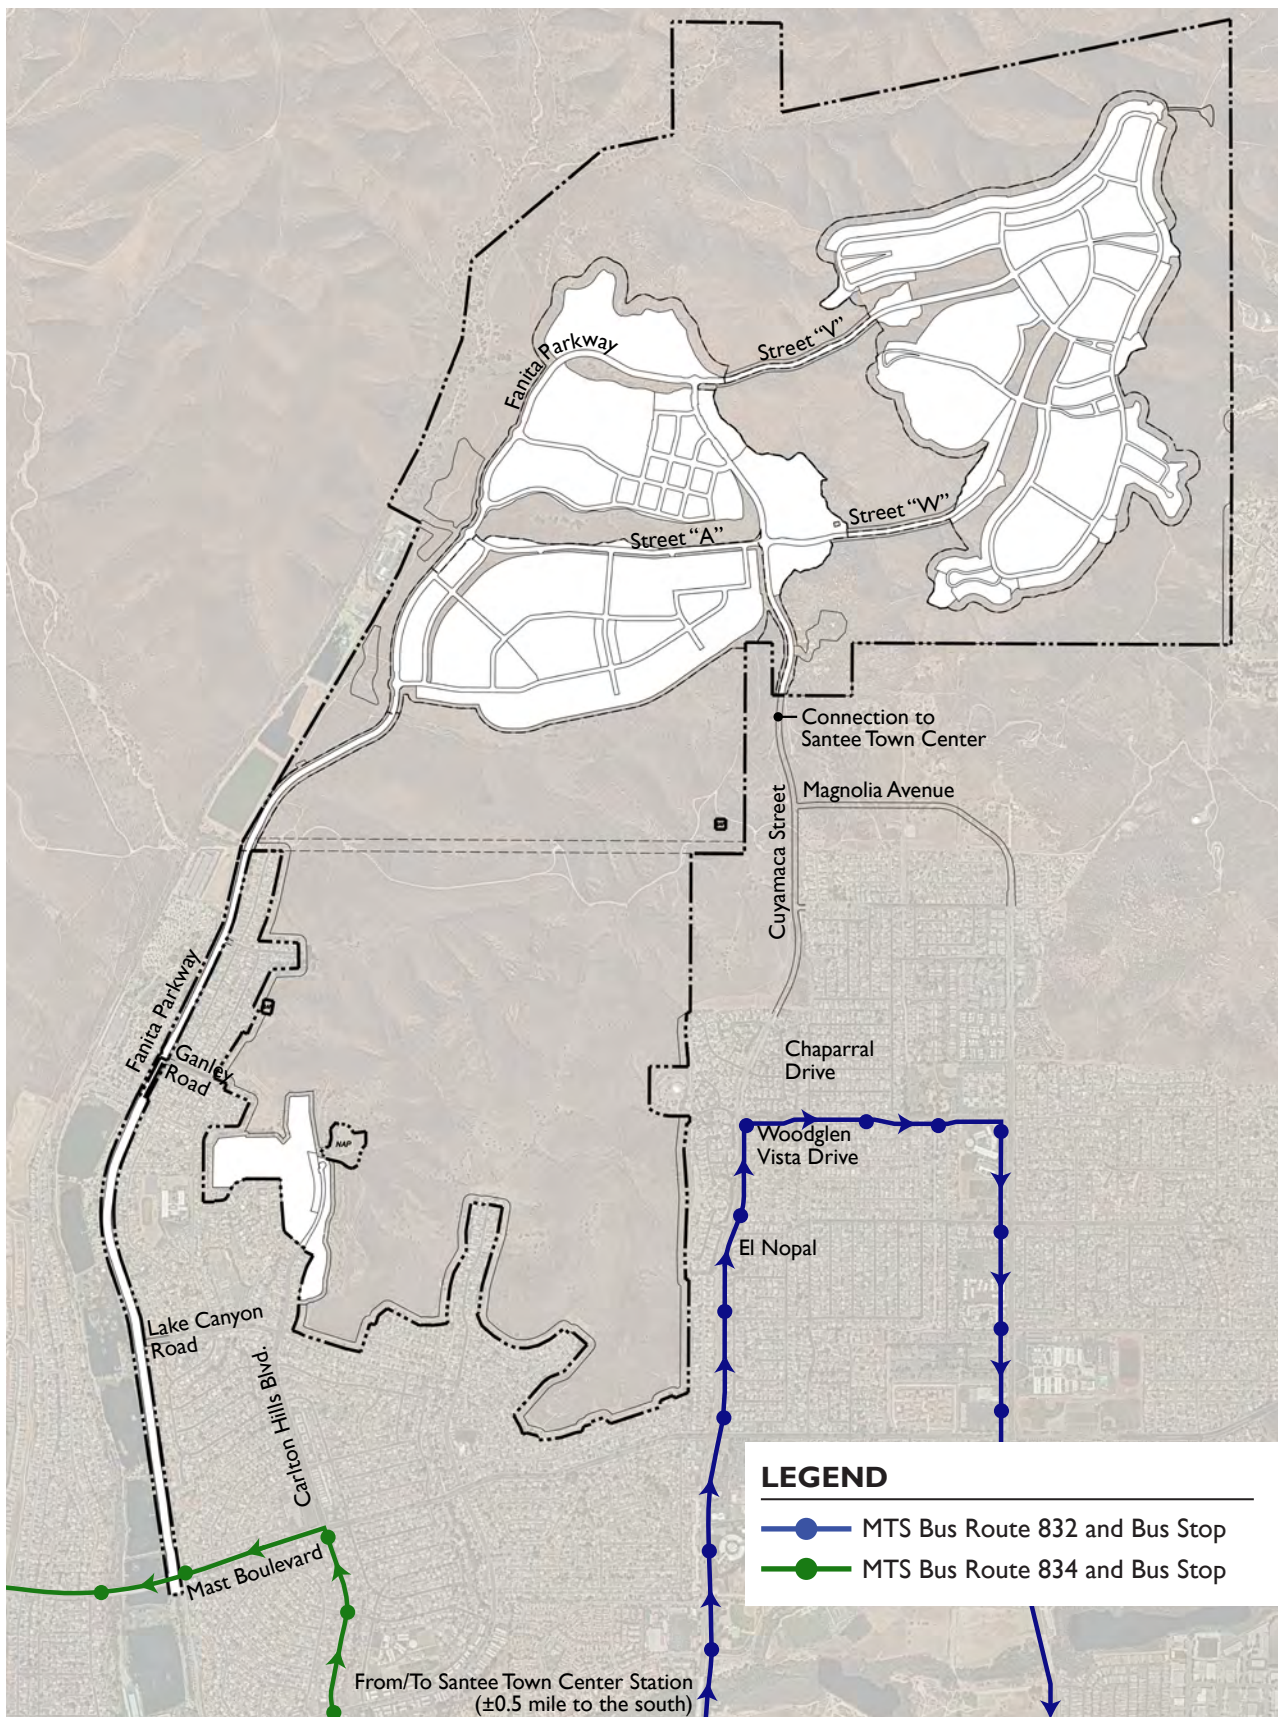 Street “V”
Fanita Parkway
Street “W”
Street “A”
Connection to
Santee Town Center
Magnolia Avenue
Cuyamaca Street
Fanita Parkway
Ganley
Road
Chaparral
Drive
NAP
Woodglen
Vista Drive
El Nopal
Lake Canyon
Road
Carlton Hills Blvd.
Mast Boulevard
LEGEND
MTS Bus Route 832 and Bus Stop
MTS Bus Route 834 and Bus Stop
From/To Santee Town Center Station
(±0.5 mile to the south)